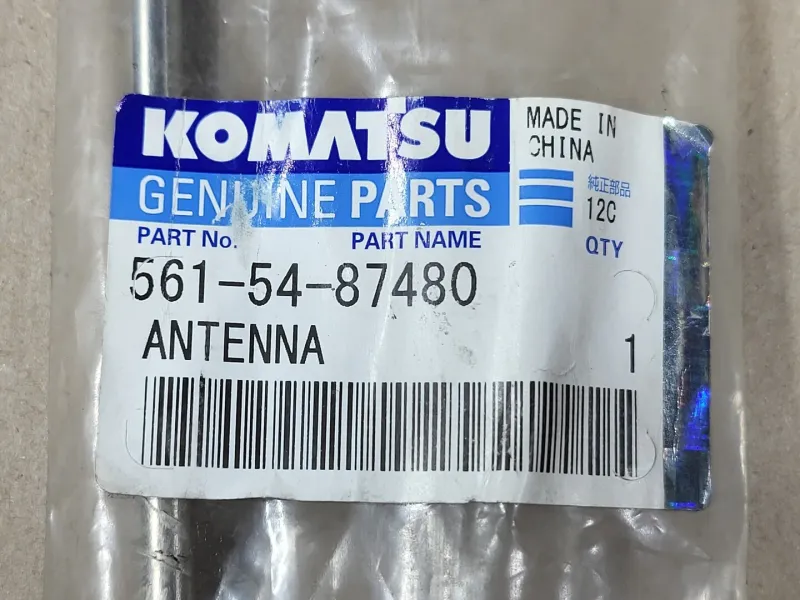 KOMATSU
GENUINE PARTS
MADE IN
CHINA
純正部品
12C
PART No. PART NAME
QTY
561-54-87480
ANTENNA
1